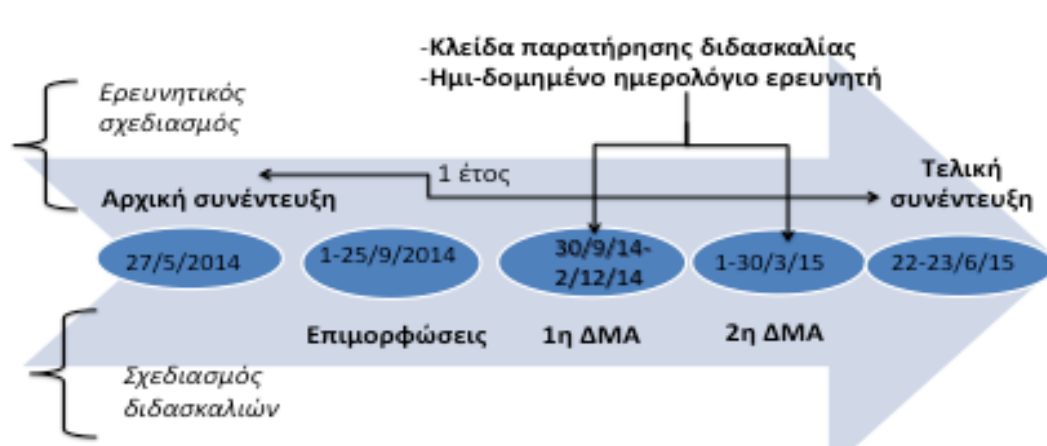 -Κλείδα παρατήρησης διδασκαλίας
-Ημι-δομημένο ημερολόγιο ερευνητή
Ερευνητικός
σχεδιασμός
1 έτος
Αρχική συνέντευξη
Τελική
συνέντευξη
27/5/2014
1-25/9/2014
30/9/14-
2/12/14
1-30/3/15
22-23/6/15
Επιμορφώσεις
1η ΔΜΑ
2η ΔΜΑ
Σχεδιασμός
διδασκαλιών